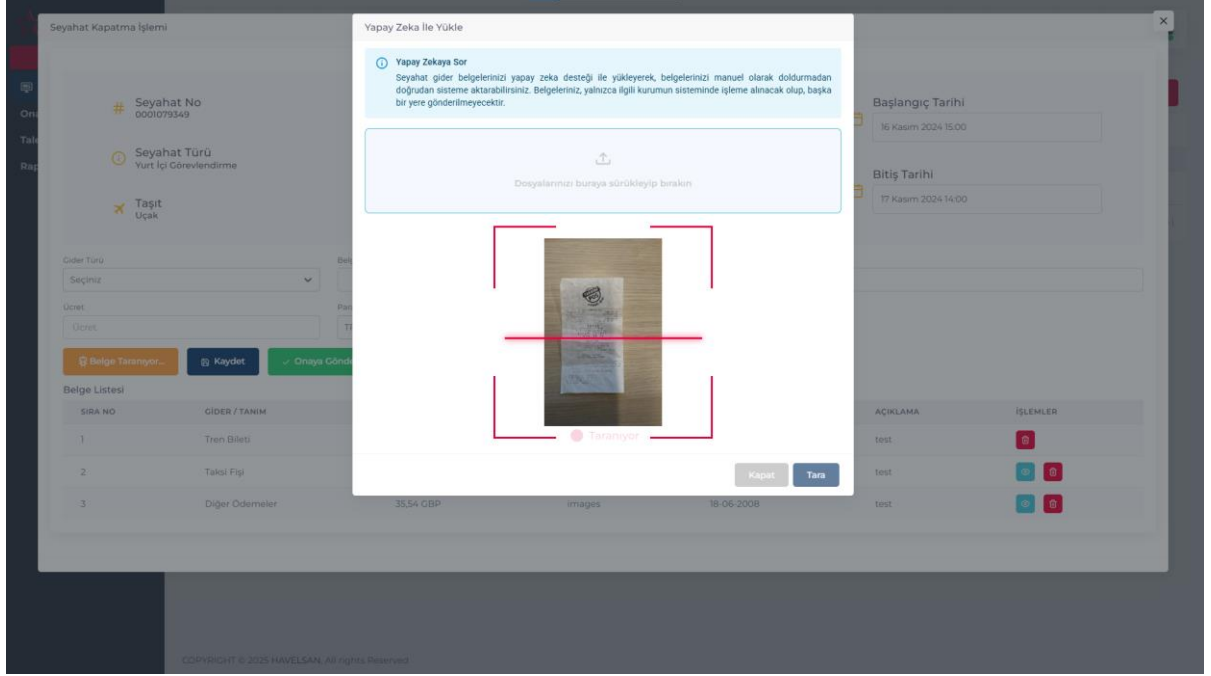 Seyahat Kapatma İşlemi
Yapay Zeka İle Yükle
Yapay Zekaya Sor
Seyahat gider belgelerinizi yapay zeka desteği ile yükleyerek, belgelerinizi manuel olarak doldurmadan
doğrudan sisteme aktarabilirsiniz. Belgeleriniz, yalnızca ilgili kurumun sisteminde işleme alınacak olup, başka
bir yere gönderilmeyecektir.
Dosyalarınızı buraya sürükleyip bırakın
Taranıyor
Kapat Tara
# Seyahat No
0001079349
Seyahat Türü
Yurt İçi Görevlendirme
Taşıt
Uçak
Başlangıç Tarihi
16 Kasım 2024 15:00
Bitiş Tarihi
17 Kasım 2024 14:00
Gider Türü
Seçiniz
Ücret
Ücret
Belge Taranıyor... Kaydet Onaya Gönde
Belge Listesi
SIRA NO GİDER / TANIM AÇIKLAMA İŞLEMLER
1 Tren Bileti test
2 Taksi Fişi test
3 Diğer Ödemeler 35,54 GBP images 18-06-2008 test
COPYRIGHT © 2025 HAVELSAN, All rights Reserved